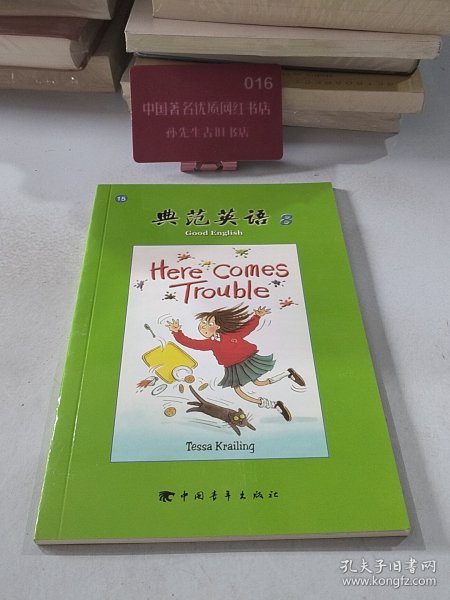 016
中国著名优质网红书店
孙先生古旧书店
15
典范英语 8
Good English
Here Comes
Trouble
Tessa Krailing
中国青年出版社
孔夫子旧书网
www.kongfz.com